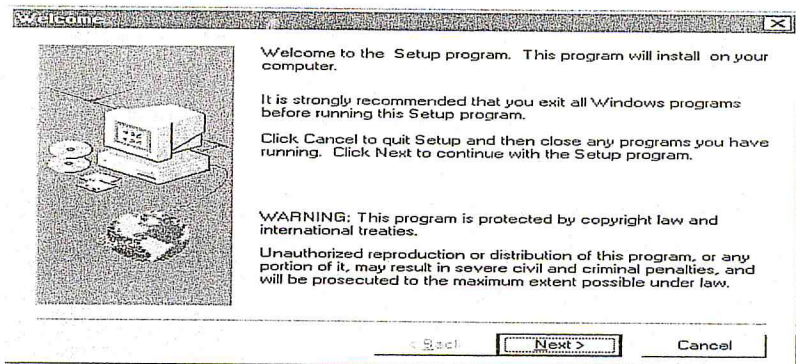 Welcome
Welcome to the Setup program. This program will install on your
computer.
It is strongly recommended that you exit all Windows programs
before running this Setup program.
Click Cancel to quit Setup and then close any programs you have
running. Click Next to continue with the Setup program.
WARNING: This program is protected by copyright law and
international treaties.
Unauthorized reproduction or distribution of this program, or any
portion of it, may result in severe civil and criminal penalties, and
will be prosecuted to the maximum extent possible under law.
< Back
Next >
Cancel